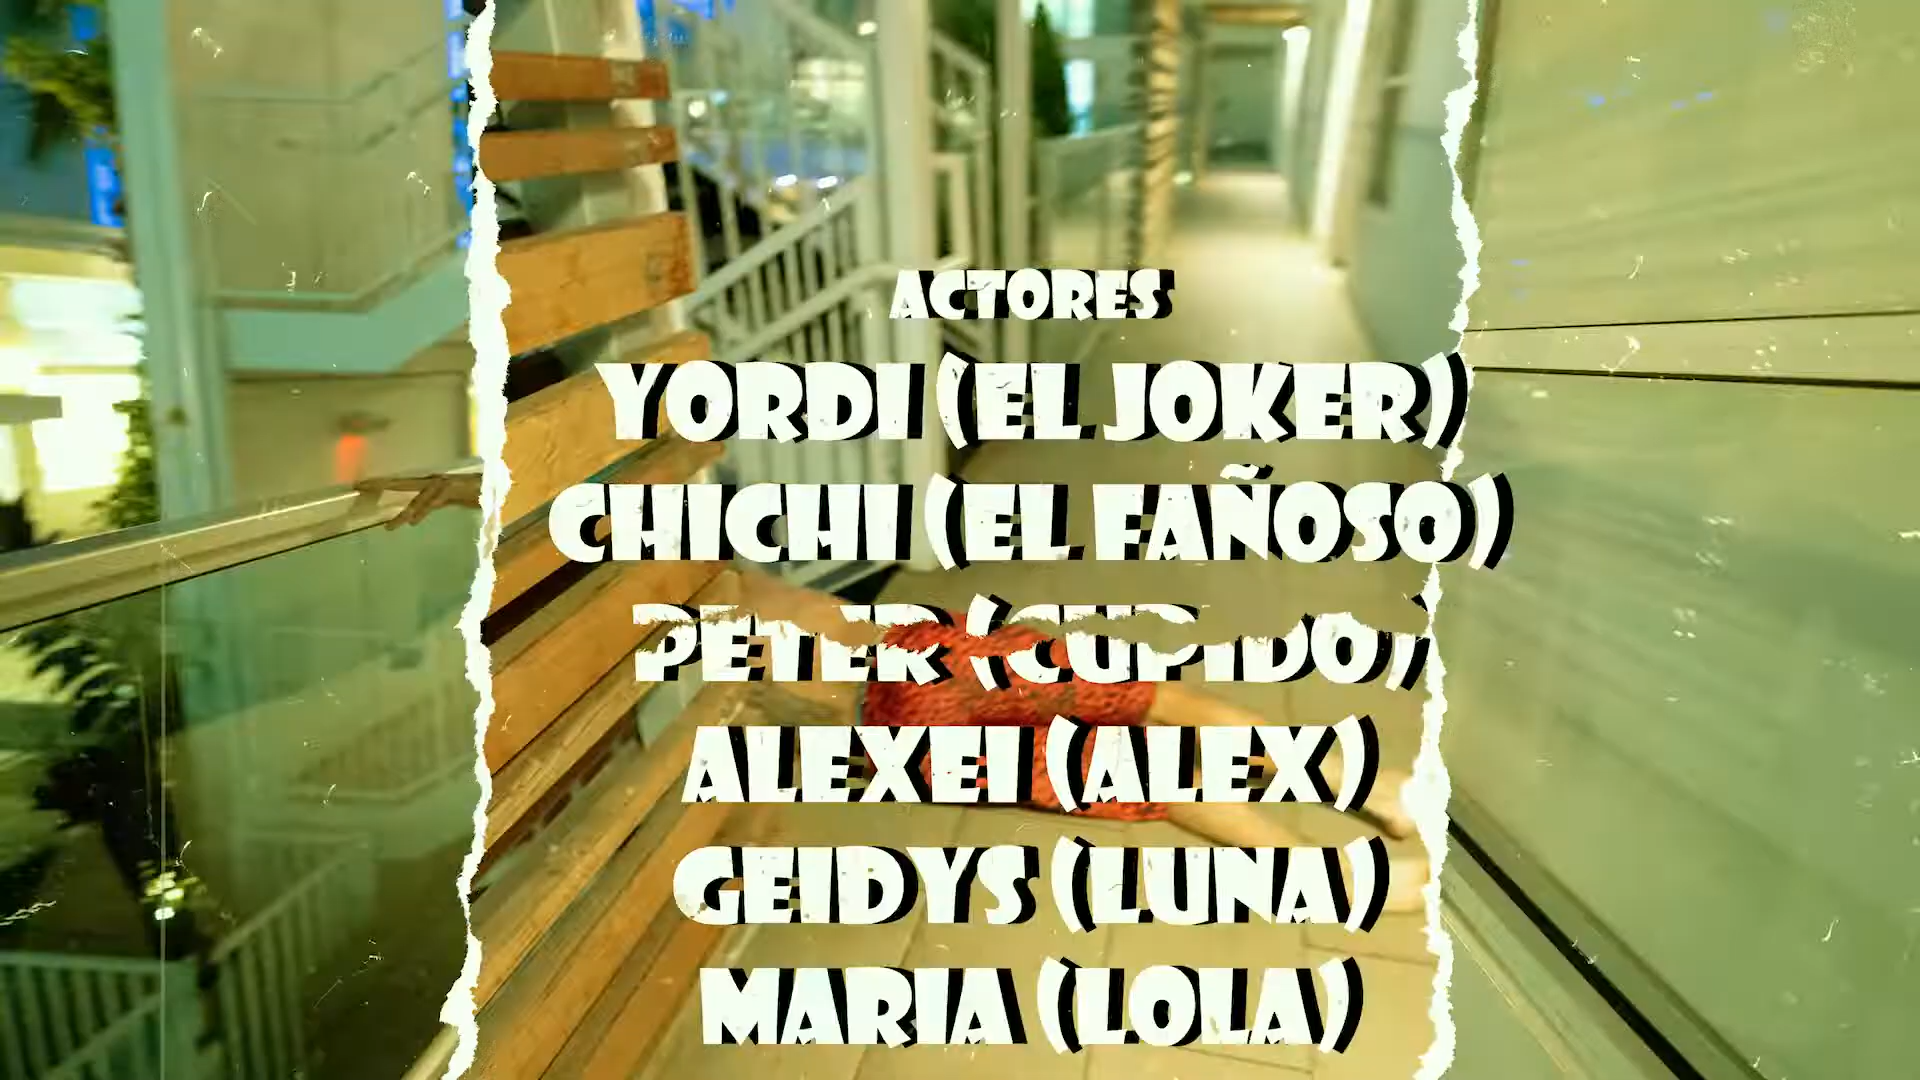 ACTORES
YORDI (EL JOKER)
CHICHI (EL FAÑOSO)
PETER (CUPIDO)
ALEXEI (ALEX)
GEIDYS (LUNA)
MARIA (LOLA)